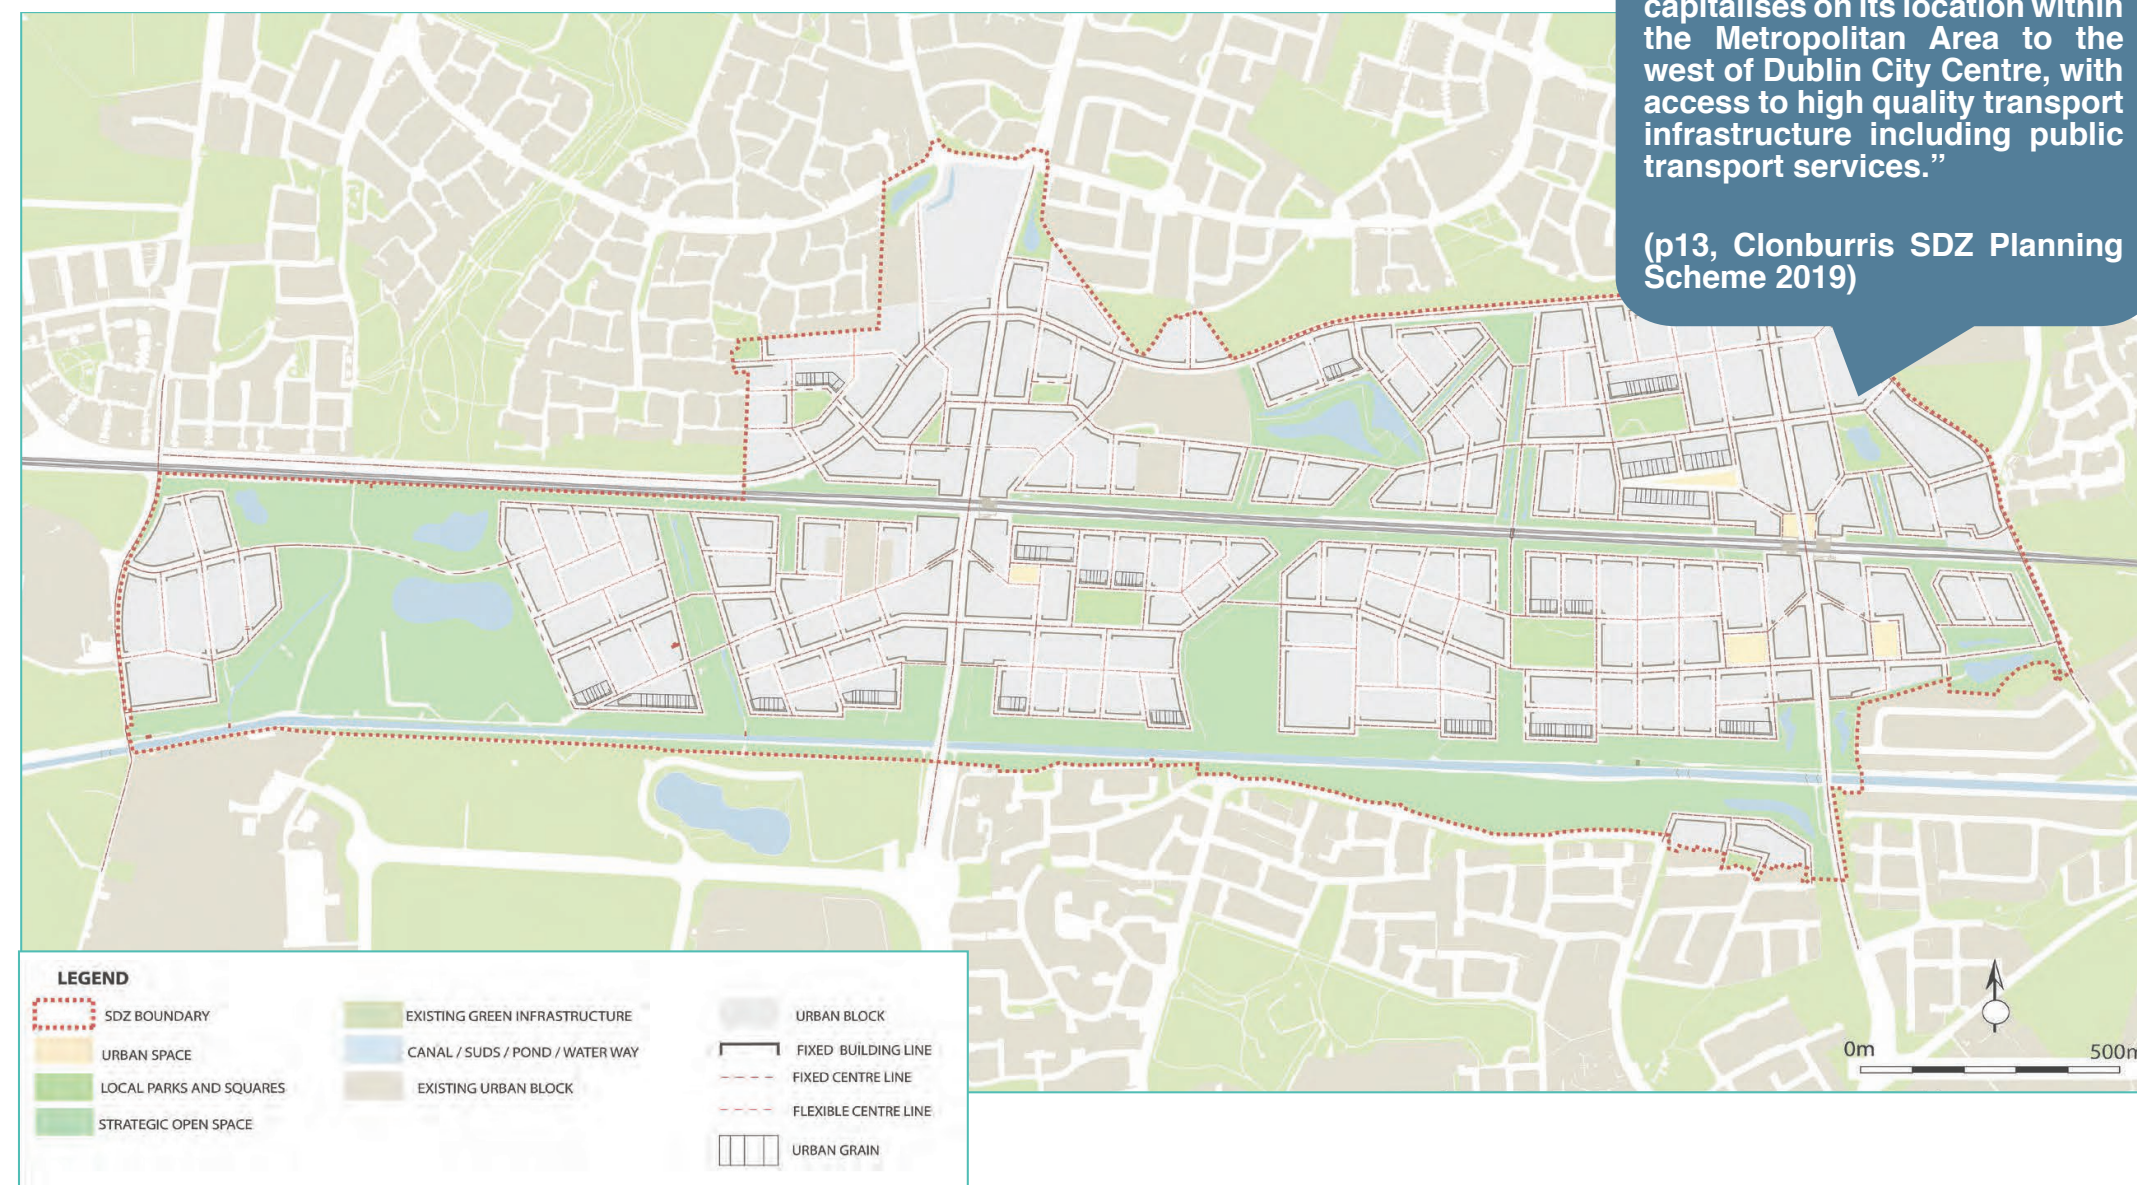 capitalises on its location within
the Metropolitan Area to the
west of Dublin City Centre, with
access to high quality transport
infrastructure including public
transport services.”
(p13, Clonburris SDZ Planning
Scheme 2019)
0m
500m
LEGEND
SDZ BOUNDARY
URBAN SPACE
LOCAL PARKS AND SQUARES
STRATEGIC OPEN SPACE
EXISTING GREEN INFRASTRUCTURE
CANAL / SUDS / POND / WATER WAY
EXISTING URBAN BLOCK
URBAN BLOCK
FIXED BUILDING LINE
FIXED CENTRE LINE
FLEXIBLE CENTRE LINE
URBAN GRAIN